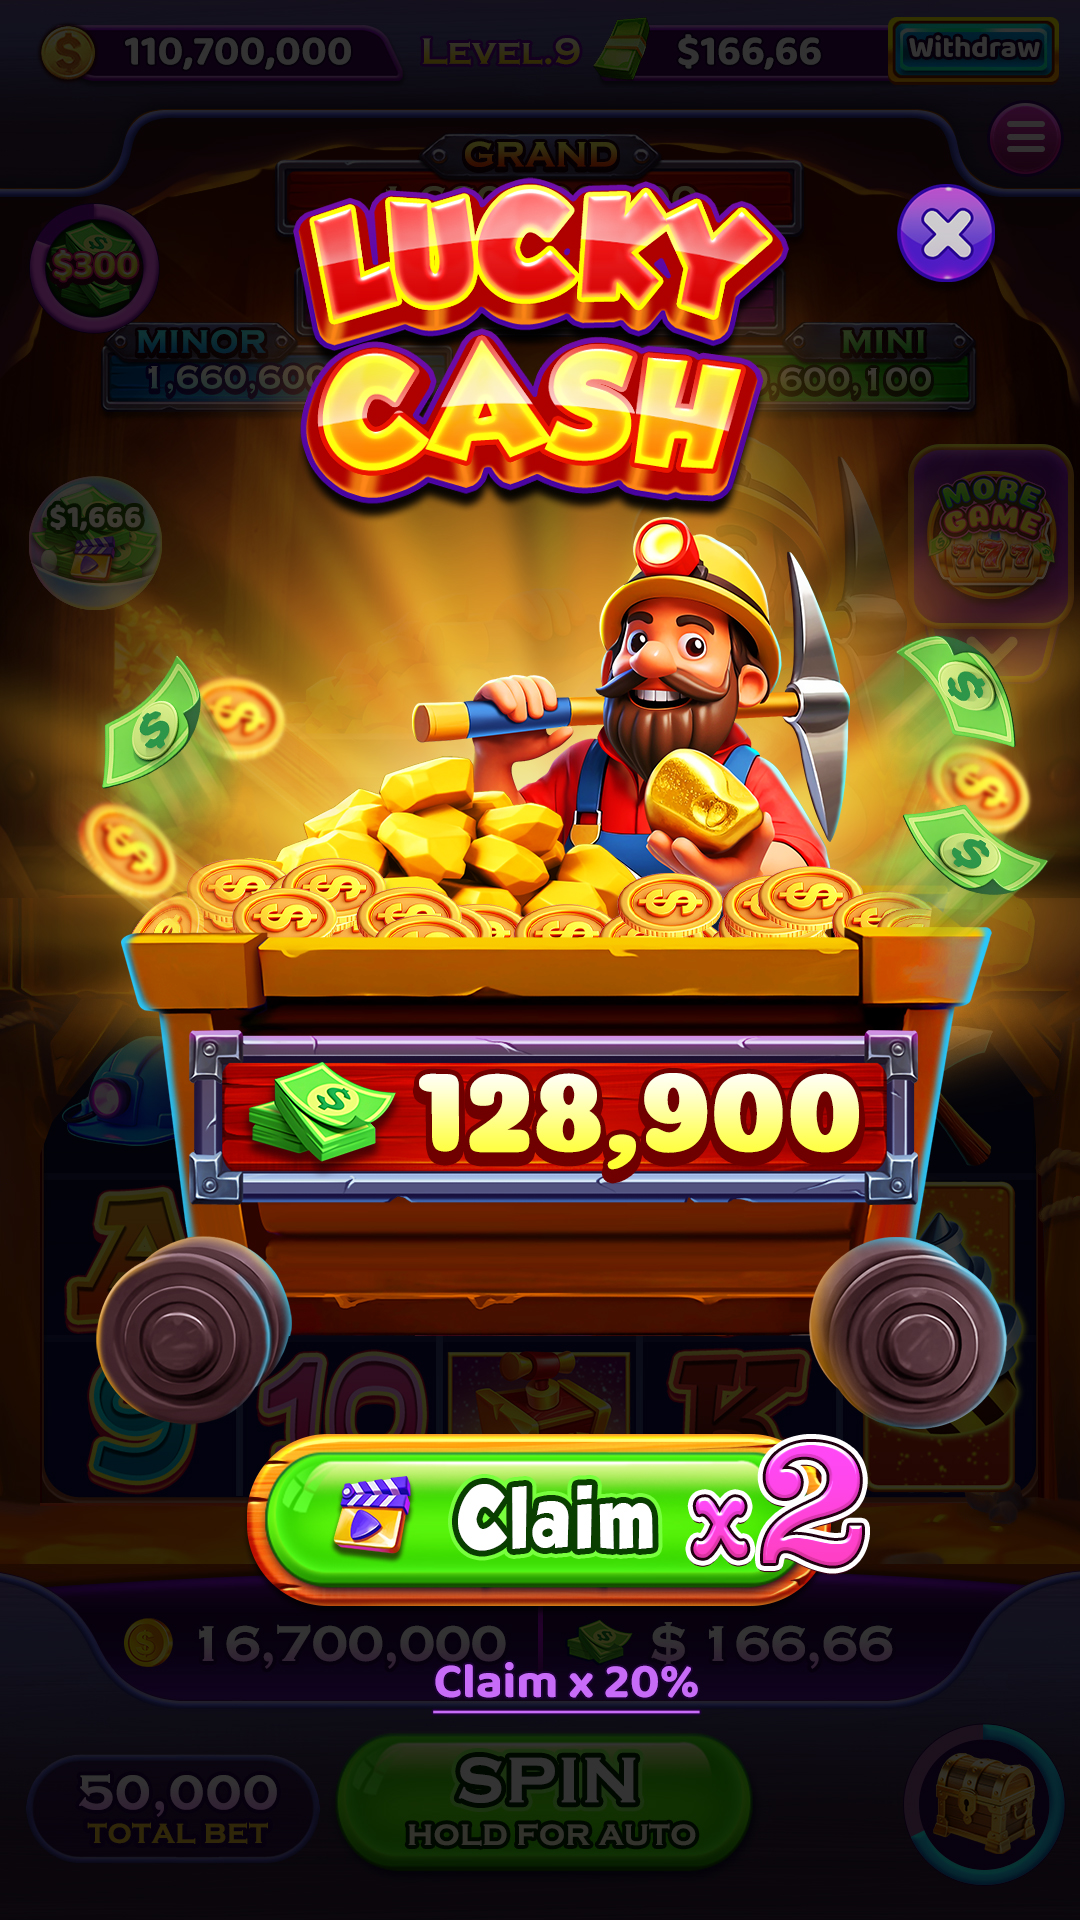 110,700,000 LEVEL.9 $166,66 Withdraw
GRAND
LUCKY
CASH
$300
MINOR
MINI
1,660,600
,600,100
$1,666
MORE
GAME
777
128,900
A
9 10 K
Claim x2
16,700,000 $ 166,66
Claim x 20%
50,000
TOTAL BET
SPIN
HOLD FOR AUTO